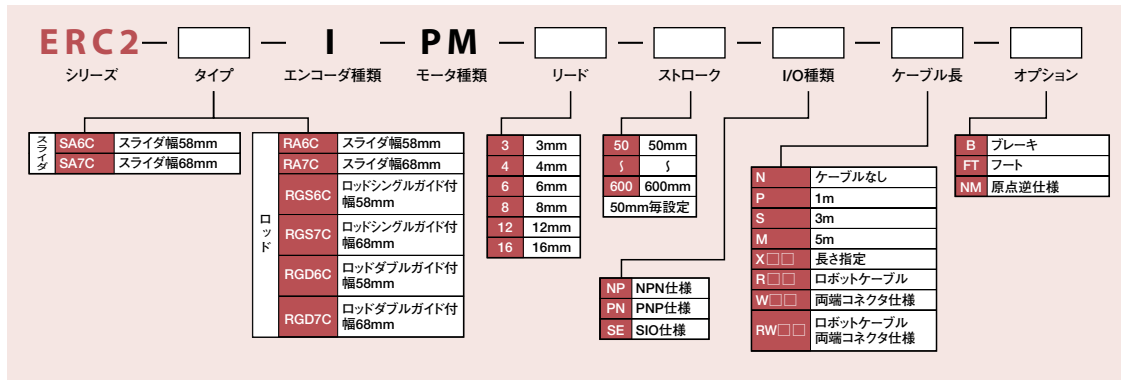 ERC2 — □ — I — PM — □ — □ — □ — □ — □
シリーズ タイプ エンコーダ種類 モータ種類 リード ストローク I/O種類 ケーブル長 オプション
スライダ
SA6C スライダ幅58mm
SA7C スライダ幅68mm
ロッド
RA6C スライダ幅58mm
RA7C スライダ幅68mm
RGS6C ロッドシングルガイド付
幅58mm
RGS7C ロッドシングルガイド付
幅68mm
RGD6C ロッドダブルガイド付
幅58mm
RGD7C ロッドダブルガイド付
幅68mm
3 3mm
4 4mm
6 6mm
8 8mm
12 12mm
16 16mm
50 50mm
〜 〜
600 600mm
50mm毎設定
NP NPN仕様
PN PNP仕様
SE SIO仕様
N ケーブルなし
P 1m
S 3m
M 5m
X□□ 長さ指定
R□□ ロボットケーブル
W□□ 両端コネクタ仕様
RW□□ ロボットケーブル
両端コネクタ仕様
B ブレーキ
FT フート
NM 原点逆仕様